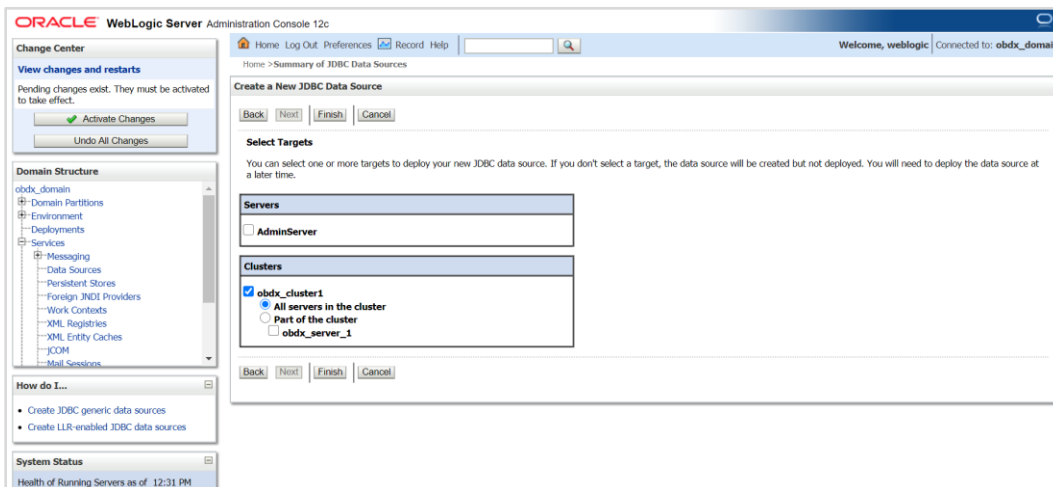 ORACLE WebLogic Server Administration Console 12c
Change Center
View changes and restarts
Pending changes exist. They must be activated
to take effect.
Activate Changes
Undo All Changes
Domain Structure
obdx_domain
Domain Partitions
Environment
Deployments
Services
Messaging
Data Sources
Persistent Stores
Foreign JNDI Providers
Work Contexts
XML Registries
XML Entity Caches
jCOM
Mail Sessions
How do I...
Create JDBC generic data sources
Create LLR-enabled JDBC data sources
System Status
Health of Running Servers as of 12:31 PM
Home Log Out Preferences Record Help
Welcome, weblogic Connected to: obdx_domai
Home >Summary of JDBC Data Sources
Create a New JDBC Data Source
Back Next Finish Cancel
Select Targets
You can select one or more targets to deploy your new JDBC data source. If you don't select a target, the data source will be created but not deployed. You will need to deploy the data source at
a later time.
Servers
AdminServer
Clusters
obdx_cluster1
All servers in the cluster
Part of the cluster
obdx_server_1
Back Next Finish Cancel